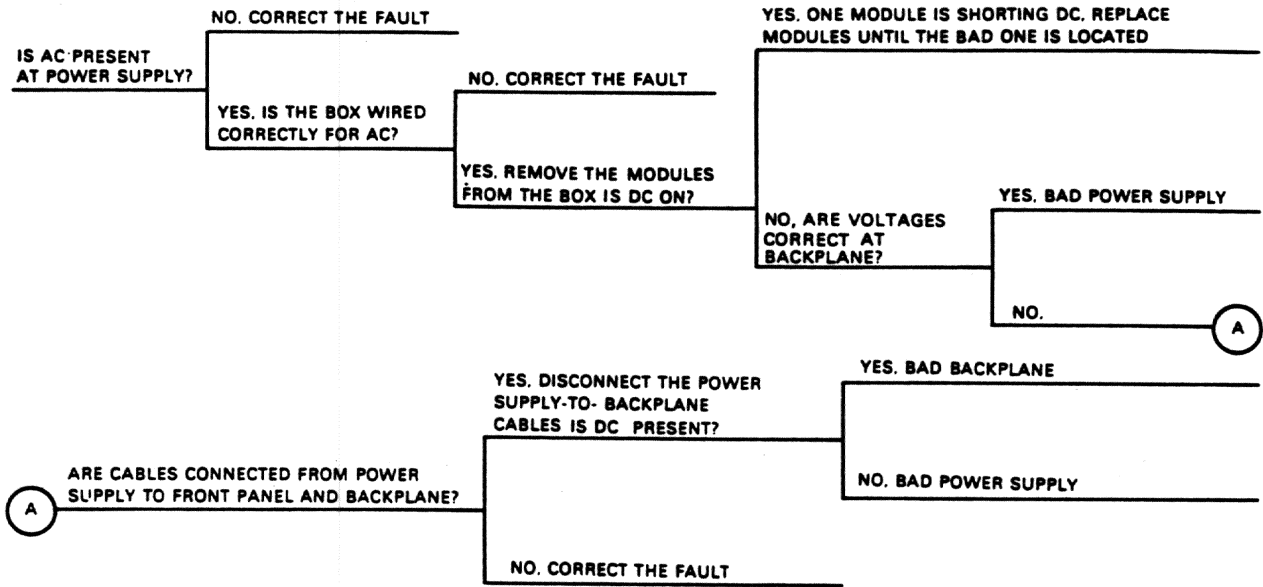 NO. CORRECT THE FAULT
IS AC PRESENT
AT POWER SUPPLY?
YES. IS THE BOX WIRED
CORRECTLY FOR AC?
NO. CORRECT THE FAULT
YES. REMOVE THE MODULES
FROM THE BOX IS DC ON?
YES. ONE MODULE IS SHORTING DC. REPLACE
MODULES UNTIL THE BAD ONE IS LOCATED
NO, ARE VOLTAGES
CORRECT AT
BACKPLANE?
YES. BAD POWER SUPPLY
NO.
A
A
ARE CABLES CONNECTED FROM POWER
SUPPLY TO FRONT PANEL AND BACKPLANE?
YES. DISCONNECT THE POWER
SUPPLY-TO- BACKPLANE
CABLES IS DC PRESENT?
YES. BAD BACKPLANE
NO. BAD POWER SUPPLY
NO. CORRECT THE FAULT